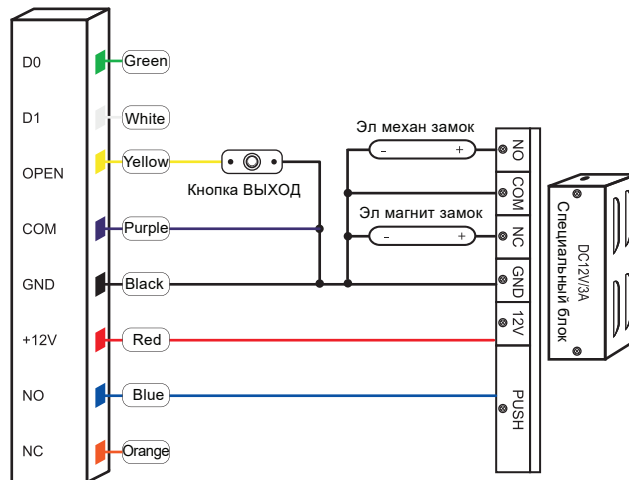 D0 Green
D1 White
OPEN Yellow
Кнопка ВЫХОД
COM Purple
GND Black
+12V Red
NO Blue
NC Orange
Эл механ замок
- +
Эл магнит замок
- +
NO
COM
NC
GND
12V
PUSH
DC12V/3A
Специальный блок